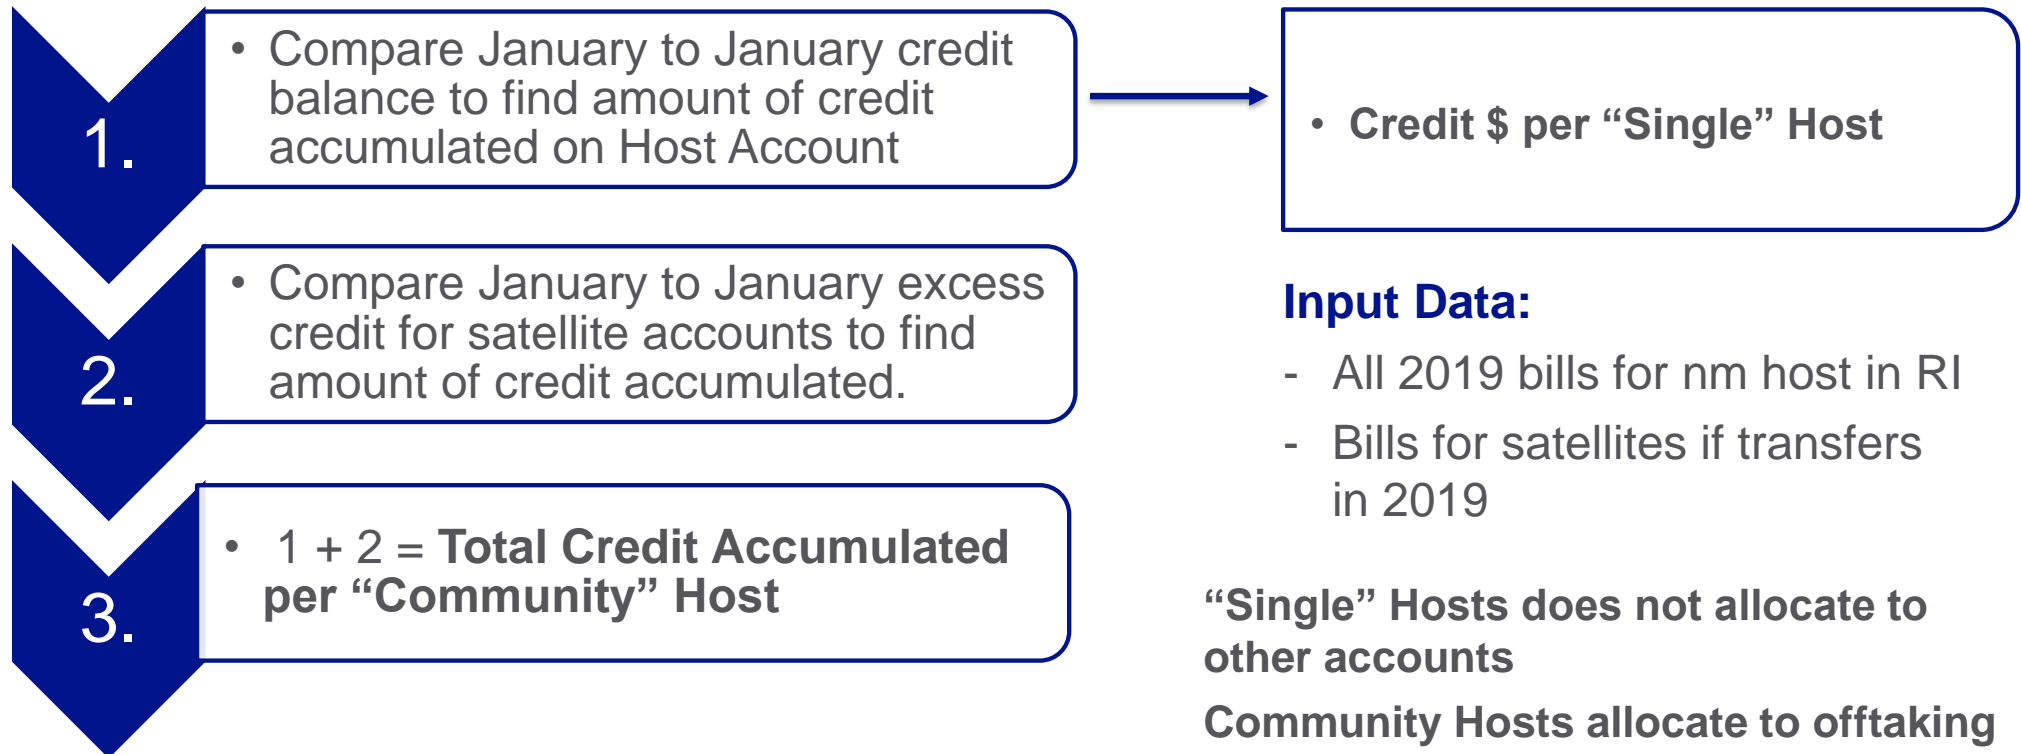 1.
• Compare January to January credit
balance to find amount of credit
accumulated on Host Account
• Credit $ per “Single” Host
2.
• Compare January to January excess
credit for satellite accounts to find
amount of credit accumulated.
3.
• 1 + 2 = Total Credit Accumulated
per “Community” Host
Input Data:
- All 2019 bills for nm host in RI
- Bills for satellites if transfers
in 2019
“Single” Hosts does not allocate to
other accounts
Community Hosts allocate to offtaking